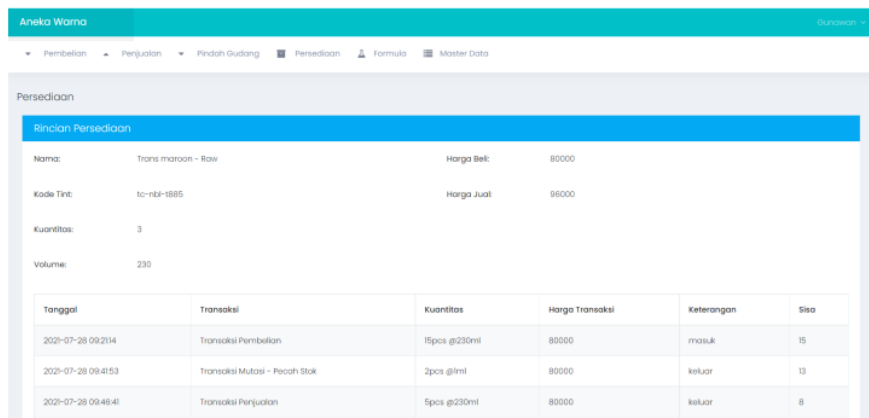 Aneka Warna Gunawan
Pembelian Penjualan Pindah Gudang Persediaan Formula Master Data
Persediaan
Rincian Persediaan
Nama: Trans maroon - Raw Harga Beli: 80000
Kode Tint: tc-nbl-t885 Harga Jual: 96000
Kuantitas: 3
Volume: 230
Tanggal Transaksi Kuantitas Harga Transaksi Keterangan Sisa
2021-07-28 09:21:14 Transaksi Pembelian 15pcs @230ml 80000 masuk 15
2021-07-28 09:41:53 Transaksi Mutasi - Pecah Stok 2pcs @1ml 80000 keluar 13
2021-07-28 09:46:41 Transaksi Penjualan 5pcs @230ml 80000 keluar 8